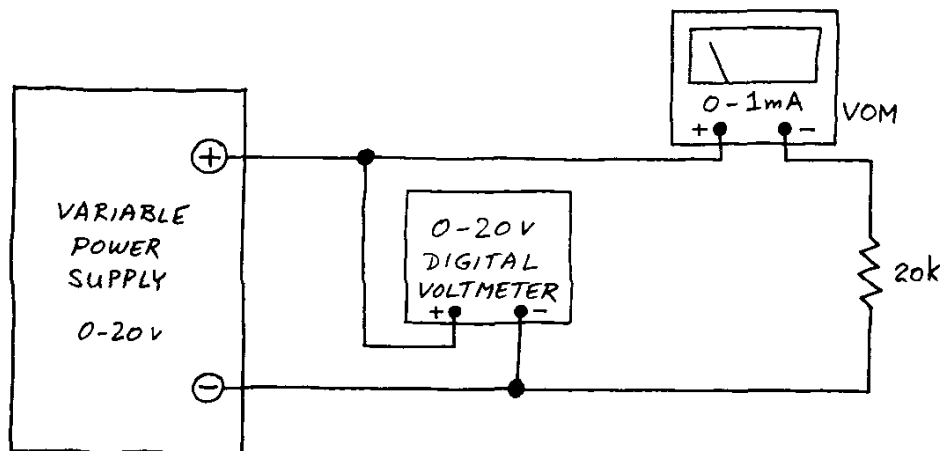 0-1mA
+ -
VOM
+
VARIABLE
POWER
SUPPLY
0-20V
0-20V
DIGITAL
VOLTMETER
+ -
20k
-